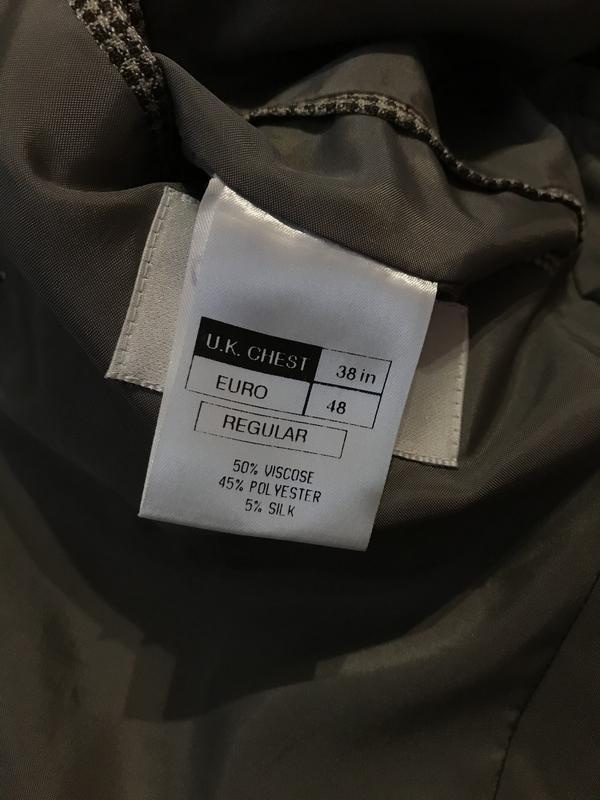 U.K. CHEST 38 in
EURO 48
REGULAR
50% VISCOSE
45% POLYESTER
5% SILK